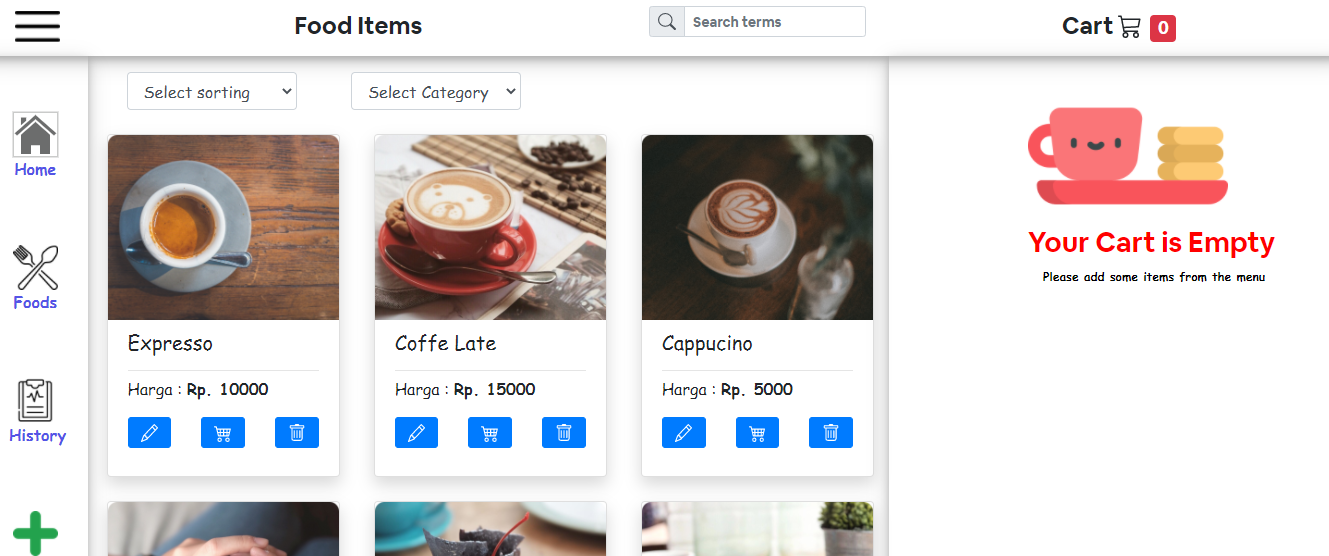 Food Items
Search terms
Cart 0
Home
Foods
History
Select sorting
Select Category
Expresso
Harga : Rp. 10000
Coffe Late
Harga : Rp. 15000
Cappucino
Harga : Rp. 5000
Your Cart is Empty
Please add some items from the menu